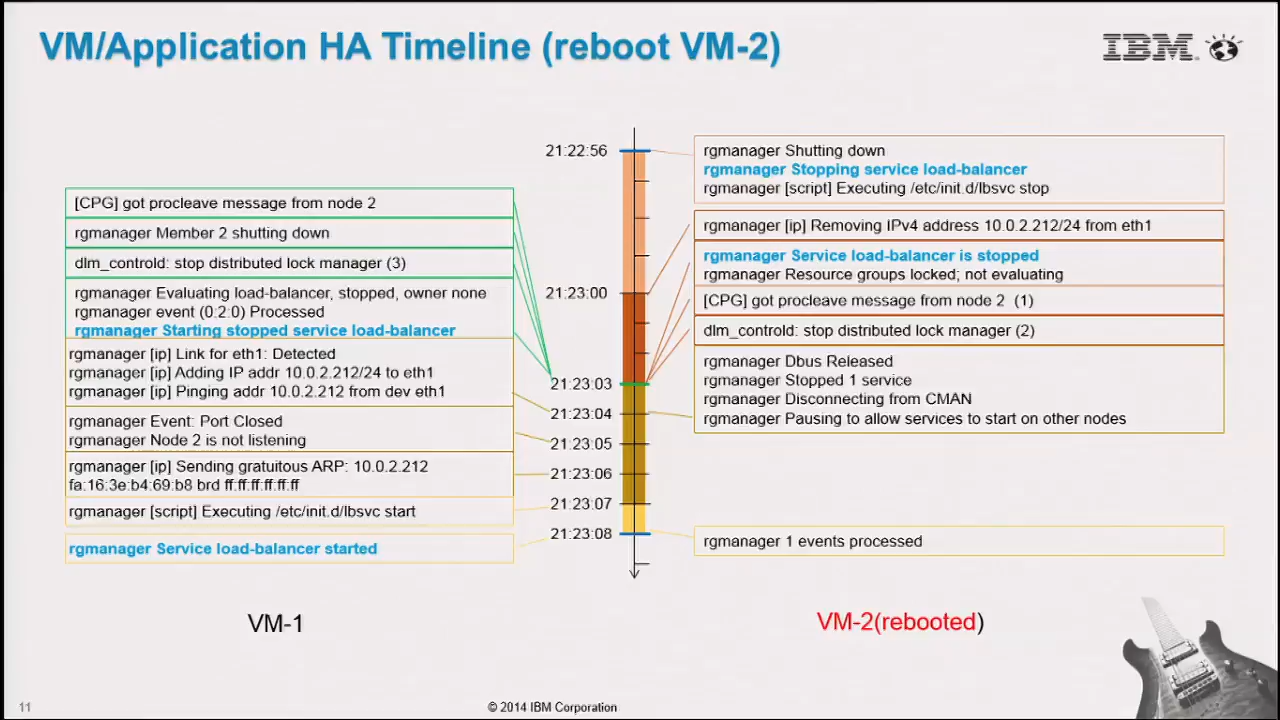 VM/Application HA Timeline (reboot VM-2)
IBM
[CPG] got procleave message from node 2
rgmanager Member 2 shutting down
dlm_controld: stop distributed lock manager (3)
rgmanager Evaluating load-balancer, stopped, owner none
rgmanager event (0:2:0) Processed
rgmanager Starting stopped service load-balancer
rgmanager [ip] Link for eth1: Detected
rgmanager [ip] Adding IP addr 10.0.2.212/24 to eth1
rgmanager [ip] Pinging addr 10.0.2.212 from dev eth1
rgmanager Event: Port Closed
rgmanager Node 2 is not listening
rgmanager [ip] Sending gratuitous ARP: 10.0.2.212
fa:16:3e:b4:69:b8 brd ff:ff:ff:ff:ff:ff
rgmanager [script] Executing /etc/init.d/lbsvc start
rgmanager Service load-balancer started
VM-1
21:22:56
21:23:00
21:23:03
21:23:04
21:23:05
21:23:06
21:23:07
21:23:08
rgmanager Shutting down
rgmanager Stopping service load-balancer
rgmanager [script] Executing /etc/init.d/lbsvc stop
rgmanager [ip] Removing IPv4 address 10.0.2.212/24 from eth1
rgmanager Service load-balancer is stopped
rgmanager Resource groups locked; not evaluating
[CPG] got procleave message from node 2 (1)
dlm_controld: stop distributed lock manager (2)
rgmanager Dbus Released
rgmanager Stopped 1 service
rgmanager Disconnecting from CMAN
rgmanager Pausing to allow services to start on other nodes
rgmanager 1 events processed
VM-2(rebooted)
11
© 2014 IBM Corporation